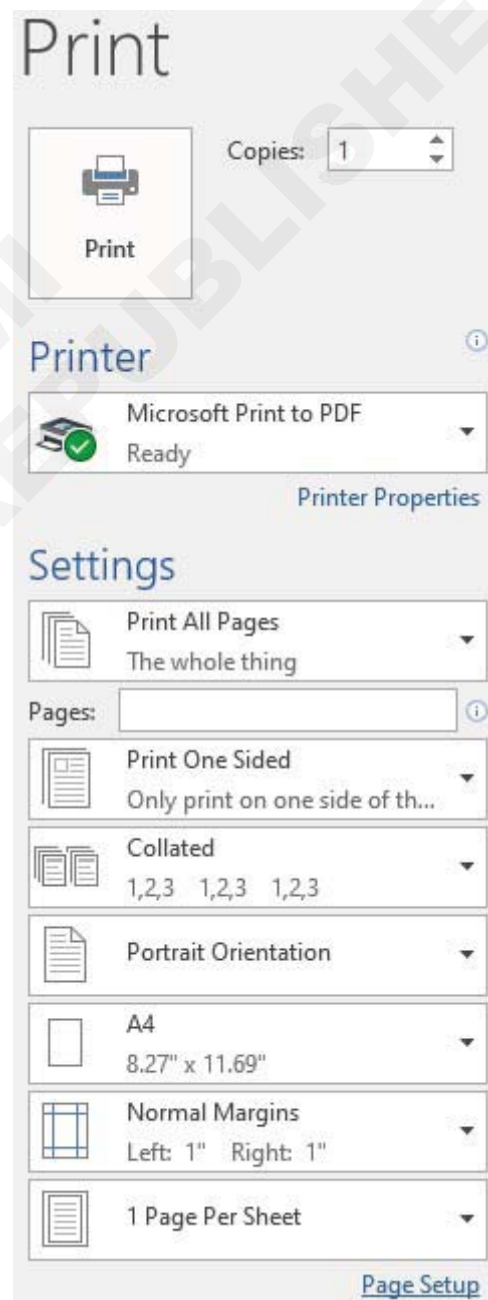 Print
Copies: 1
Print
Printer
Microsoft Print to PDF
Ready
Printer Properties
Settings
Print All Pages
The whole thing
Pages:
Print One Sided
Only print on one side of th...
Collated
1,2,3 1,2,3 1,2,3
Portrait Orientation
A4
8.27" x 11.69"
Normal Margins
Left: 1" Right: 1"
1 Page Per Sheet
Page Setup